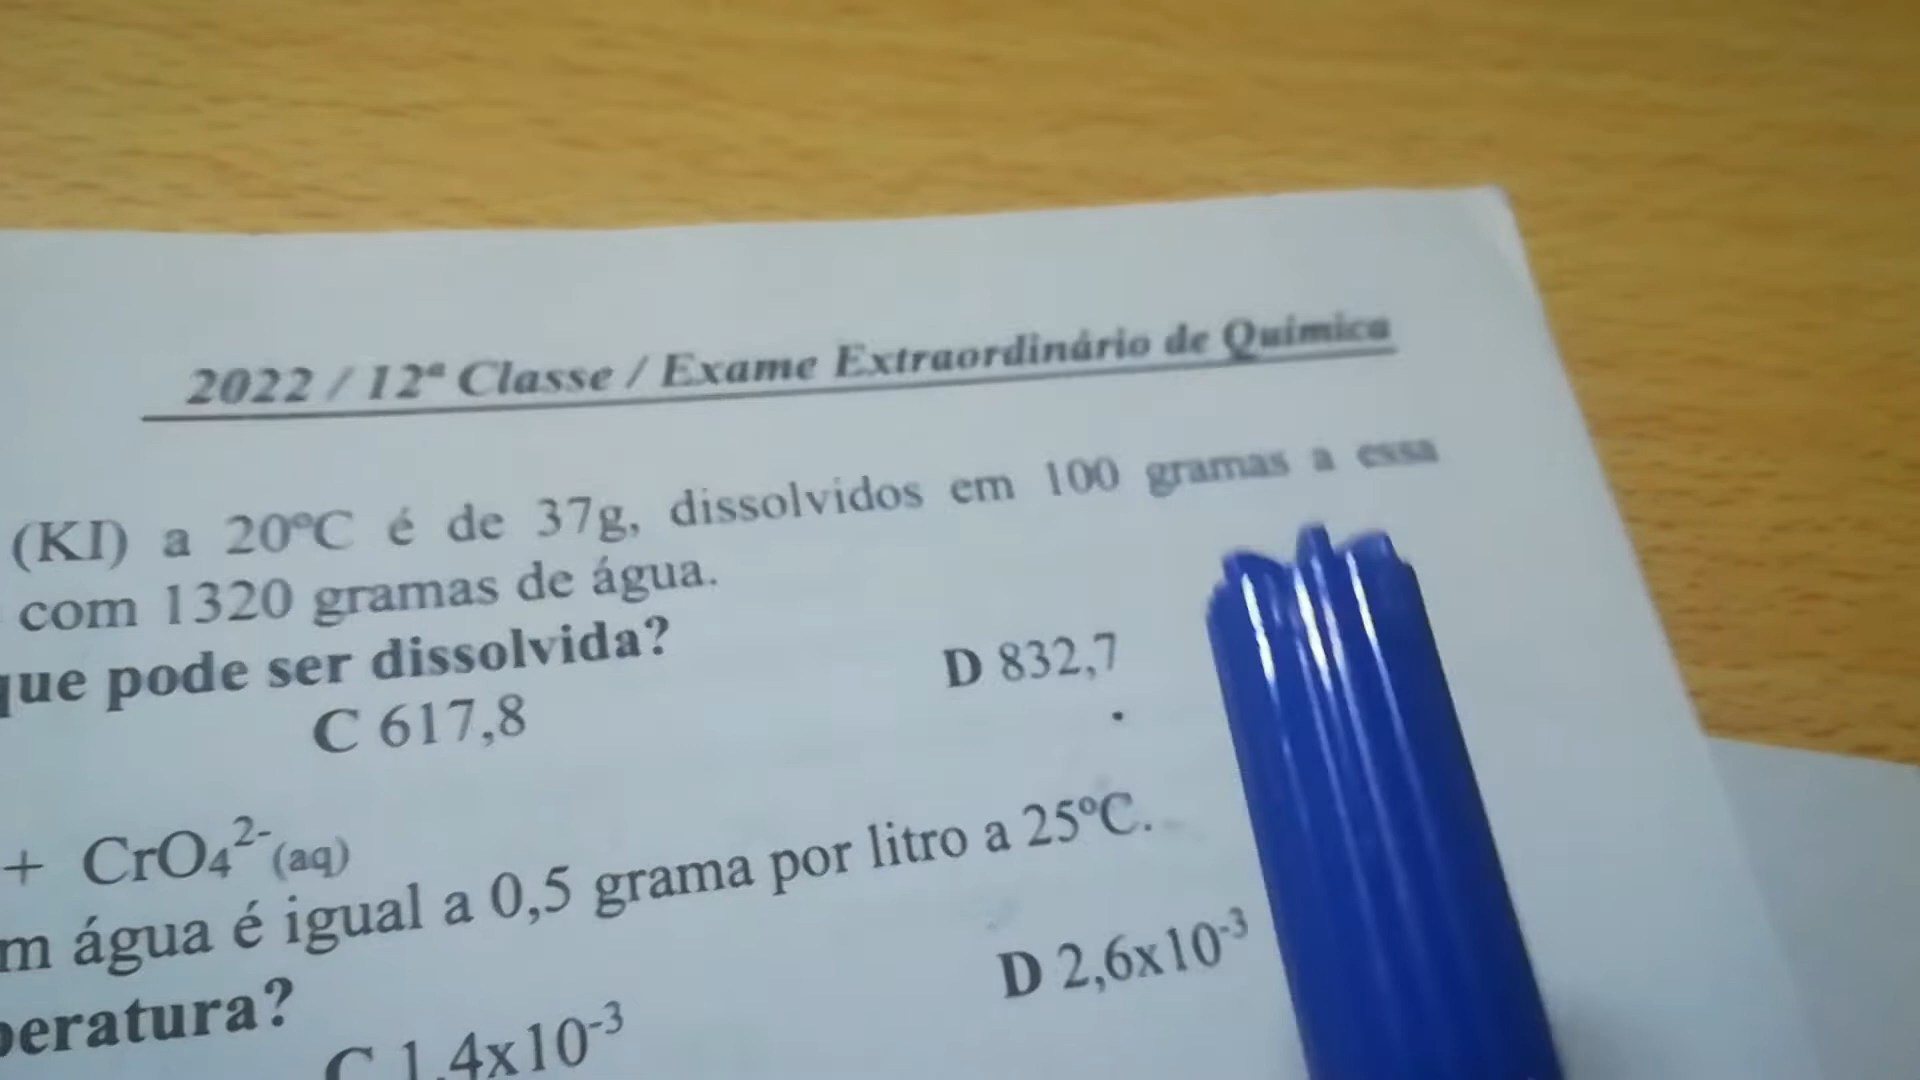 2022 / 12ª Classe / Exame Extraordinário de Química
(KI) a 20ºC é de 37g, dissolvidos em 100 gramas a essa
com 1320 gramas de água.
que pode ser dissolvida?
C 617,8 D 832,7
+ CrO₄²⁻(aq)
m água é igual a 0,5 grama por litro a 25ºC.
peratura?
C 1,4x10⁻³ D 2,6x10⁻³